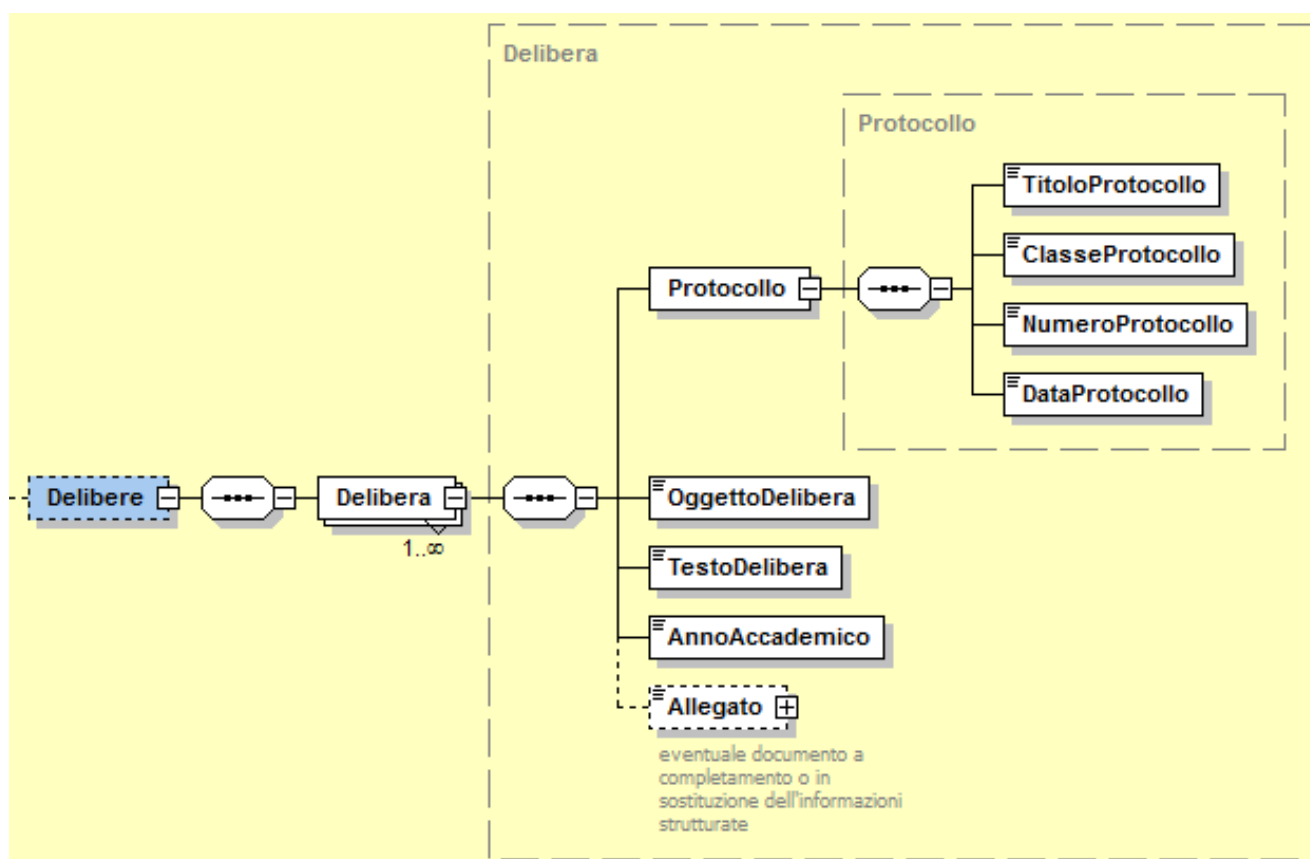 Delibera
Protocollo
TitoloProtocollo
ClasseProtocollo
Protocollo
NumeroProtocollo
DataProtocollo
Delibere
Delibera
1..∞
OggettoDelibera
TestoDelibera
AnnoAccademico
Allegato
eventuale documento a
completamento o in
sostituzione dell'informazioni
strutturate